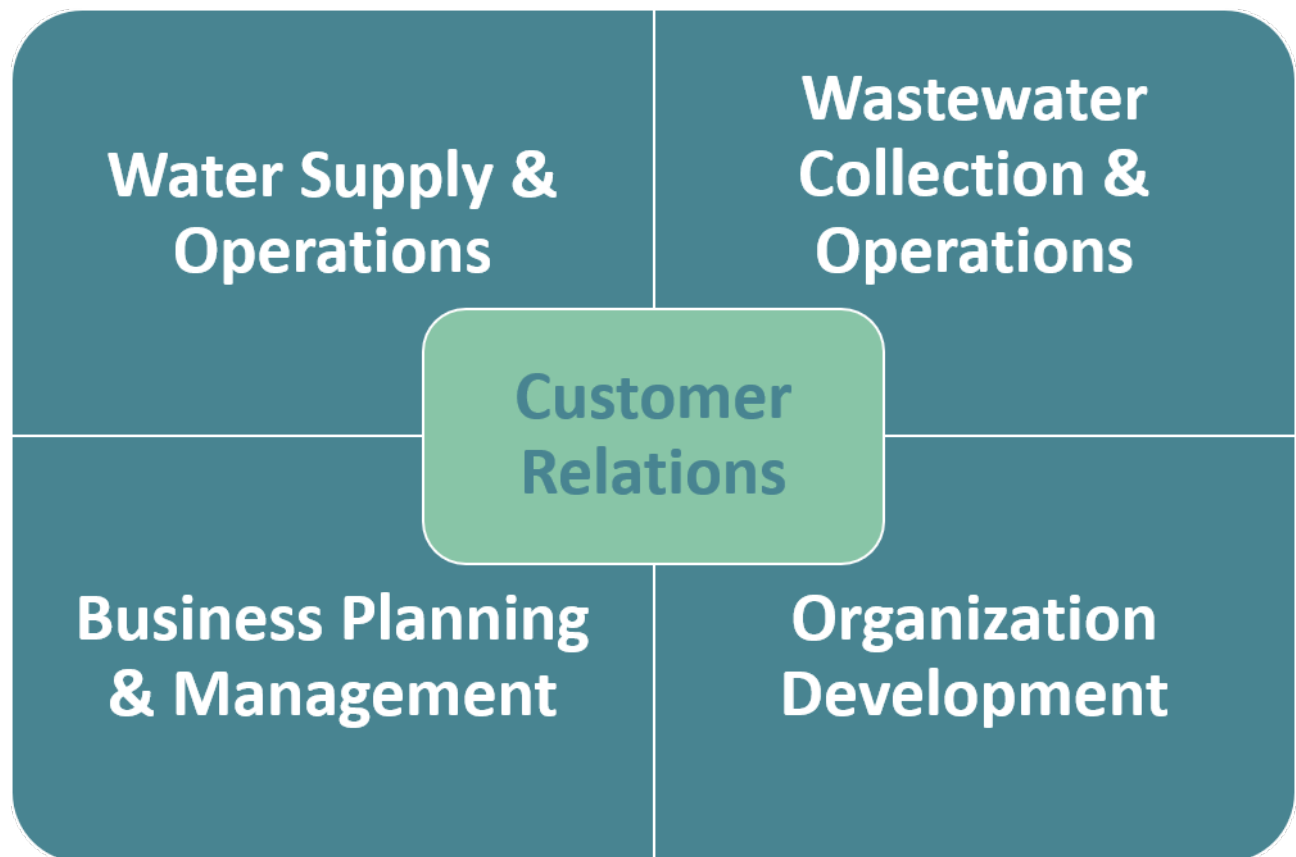 Water Supply &
Operations
Wastewater
Collection &
Operations
Customer
Relations
Business Planning
& Management
Organization
Development